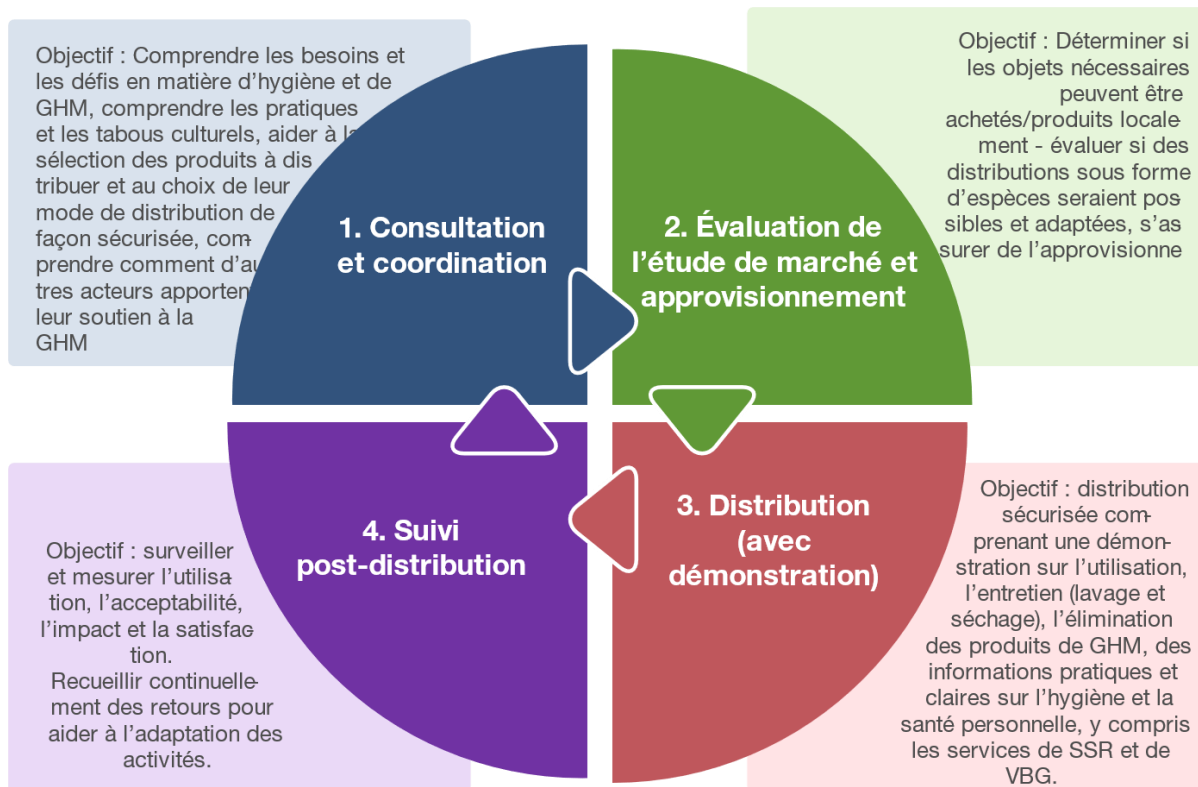 Objectif : Comprendre les besoins et
les défis en matière d’hygiène et de
GHM, comprendre les pratiques
et les tabous culturels, aider à la
sélection des produits à dis
tribuer et au choix de leur
mode de distribution de
façon sécurisée, com-
prendre comment d’au
tres acteurs apporten
leur soutien à la
GHM
1. Consultation
et coordination
Objectif : Déterminer si
les objets nécessaires
peuvent être
achetés/produits locale-
ment - évaluer si des
distributions sous forme
d’espèces seraient pos
sibles et adaptées, s’as
surer de l’approvisionne
2. Évaluation de
l’étude de marché et
approvisionnement
Objectif : distribution
sécurisée com-
prenant une démon-
stration sur l’utilisation,
l’entretien (lavage et
séchage), l’élimination
des produits de GHM, des
informations pratiques et
claires sur l’hygiène et la
santé personnelle, y compris
les services de SSR et de
VBG.
3. Distribution
(avec
démonstration)
Objectif : surveiller
et mesurer l’utilisa-
tion, l’acceptabilité,
l’impact et la satisfac-
tion.
Recueillir continuelle-
ment des retours pour
aider à l’adaptation des
activités.
4. Suivi
post-distribution